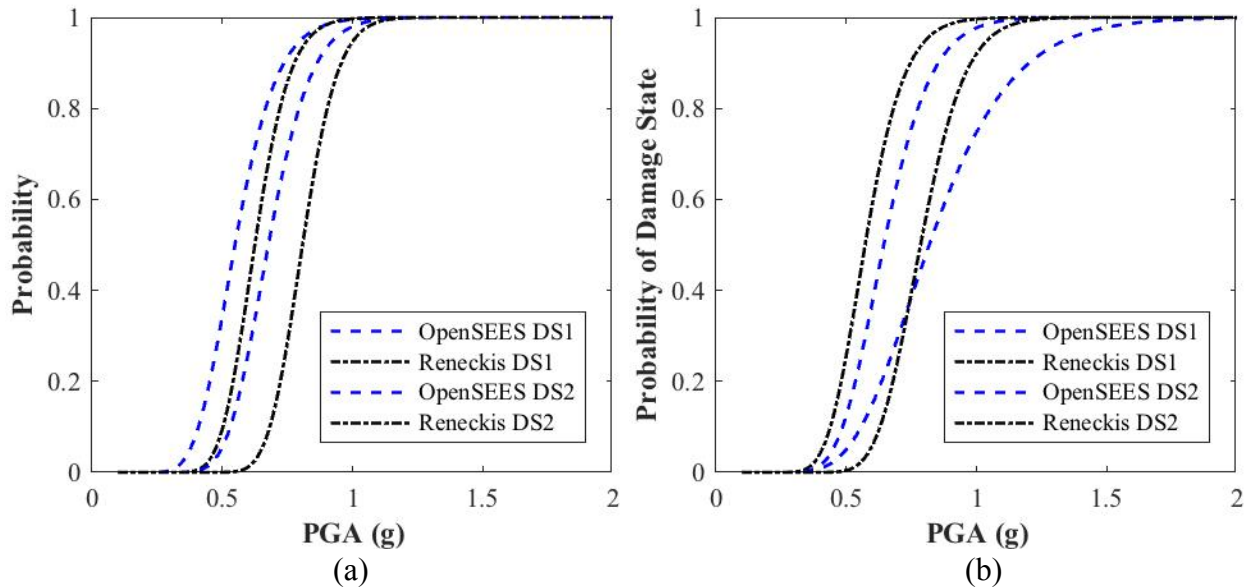 1
0.8
0.6
0.4
0.2
0
Probability
OpenSEES DS1
Reneckis DS1
OpenSEES DS2
Reneckis DS2
0 0.5 1 1.5 2
PGA (g)
(a)
1
0.8
0.6
0.4
0.2
0
Probability of Damage State
OpenSEES DS1
Reneckis DS1
OpenSEES DS2
Reneckis DS2
0 0.5 1 1.5 2
PGA (g)
(b)